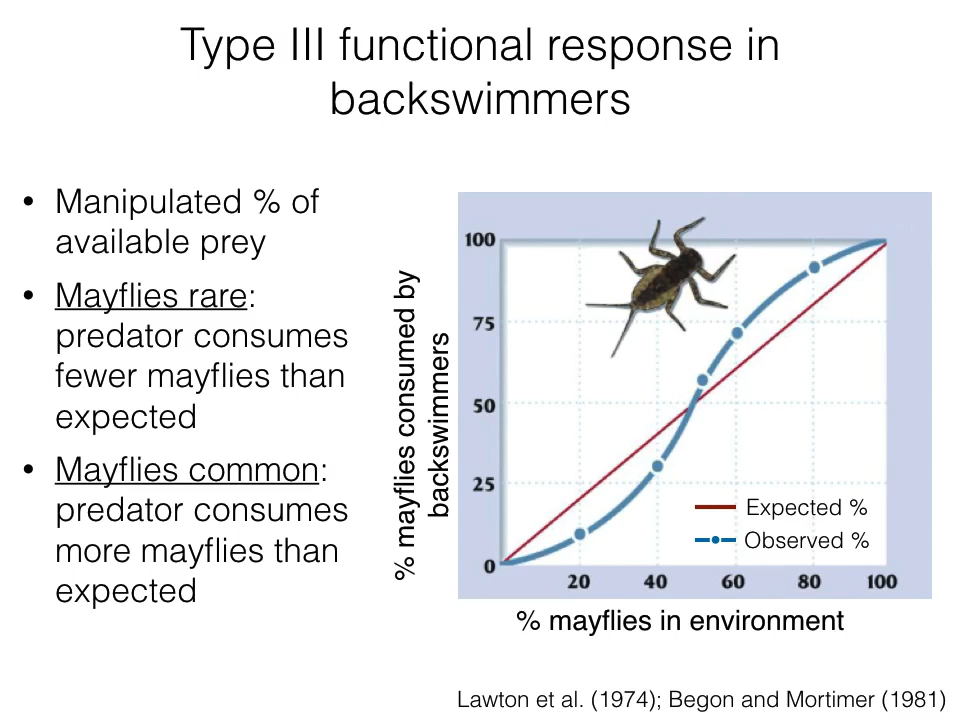 Type III functional response in
backswimmers
• Manipulated % of
available prey
• Mayflies rare:
predator consumes
fewer mayflies than
expected
• Mayflies common:
predator consumes
more mayflies than
expected
% mayflies consumed by
backswimmers
100
75
50
25
0
20 40 60 80 100
Expected %
Observed %
% mayflies in environment
Lawton et al. (1974); Begon and Mortimer (1981)